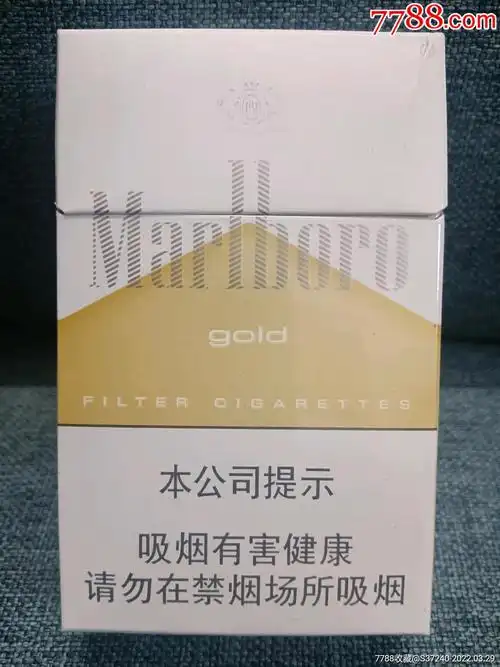 7788.com
Marlboro
gold
FILTER CIGARETTES
本公司提示
吸烟有害健康
请勿在禁烟场所吸烟
7788收藏@S37240-2022.03.29